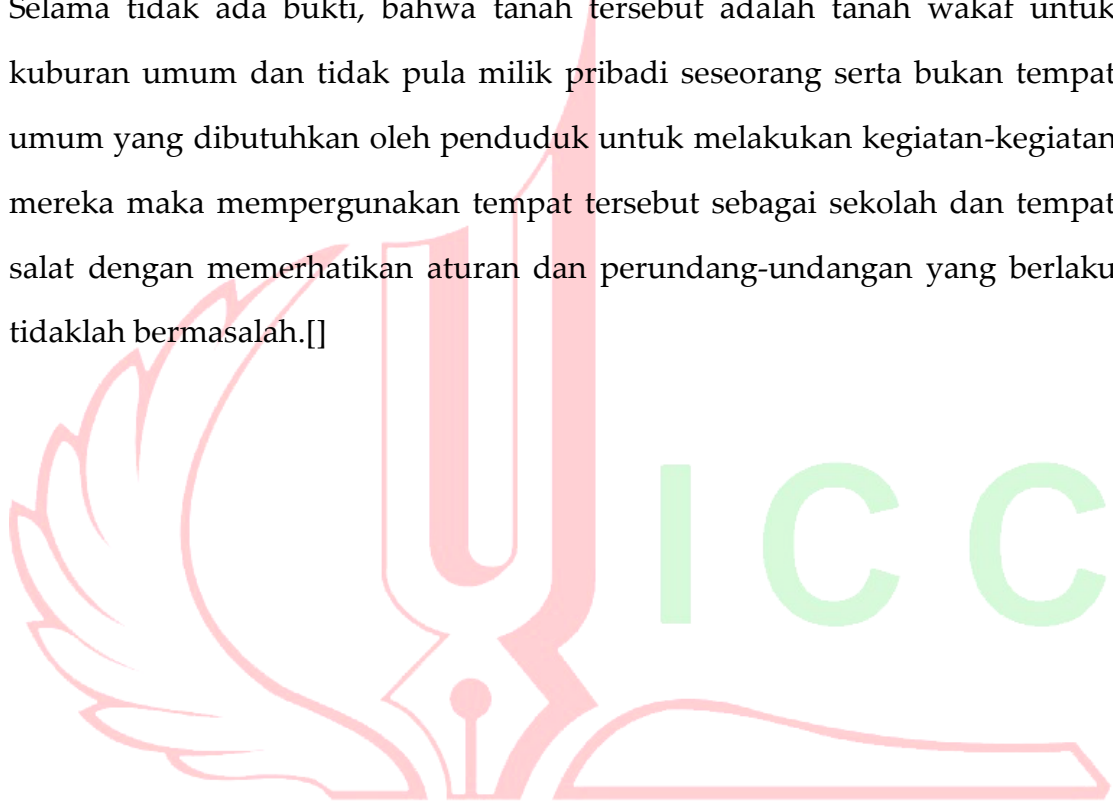 Selama tidak ada bukti, bahwa tanah tersebut adalah tanah wakaf untuk
kuburan umum dan tidak pula milik pribadi seseorang serta bukan tempat
umum yang dibutuhkan oleh penduduk untuk melakukan kegiatan-kegiatan
mereka maka mempergunakan tempat tersebut sebagai sekolah dan tempat
salat dengan memerhatikan aturan dan perundang-undangan yang berlaku
tidaklah bermasalah.[]
ICC